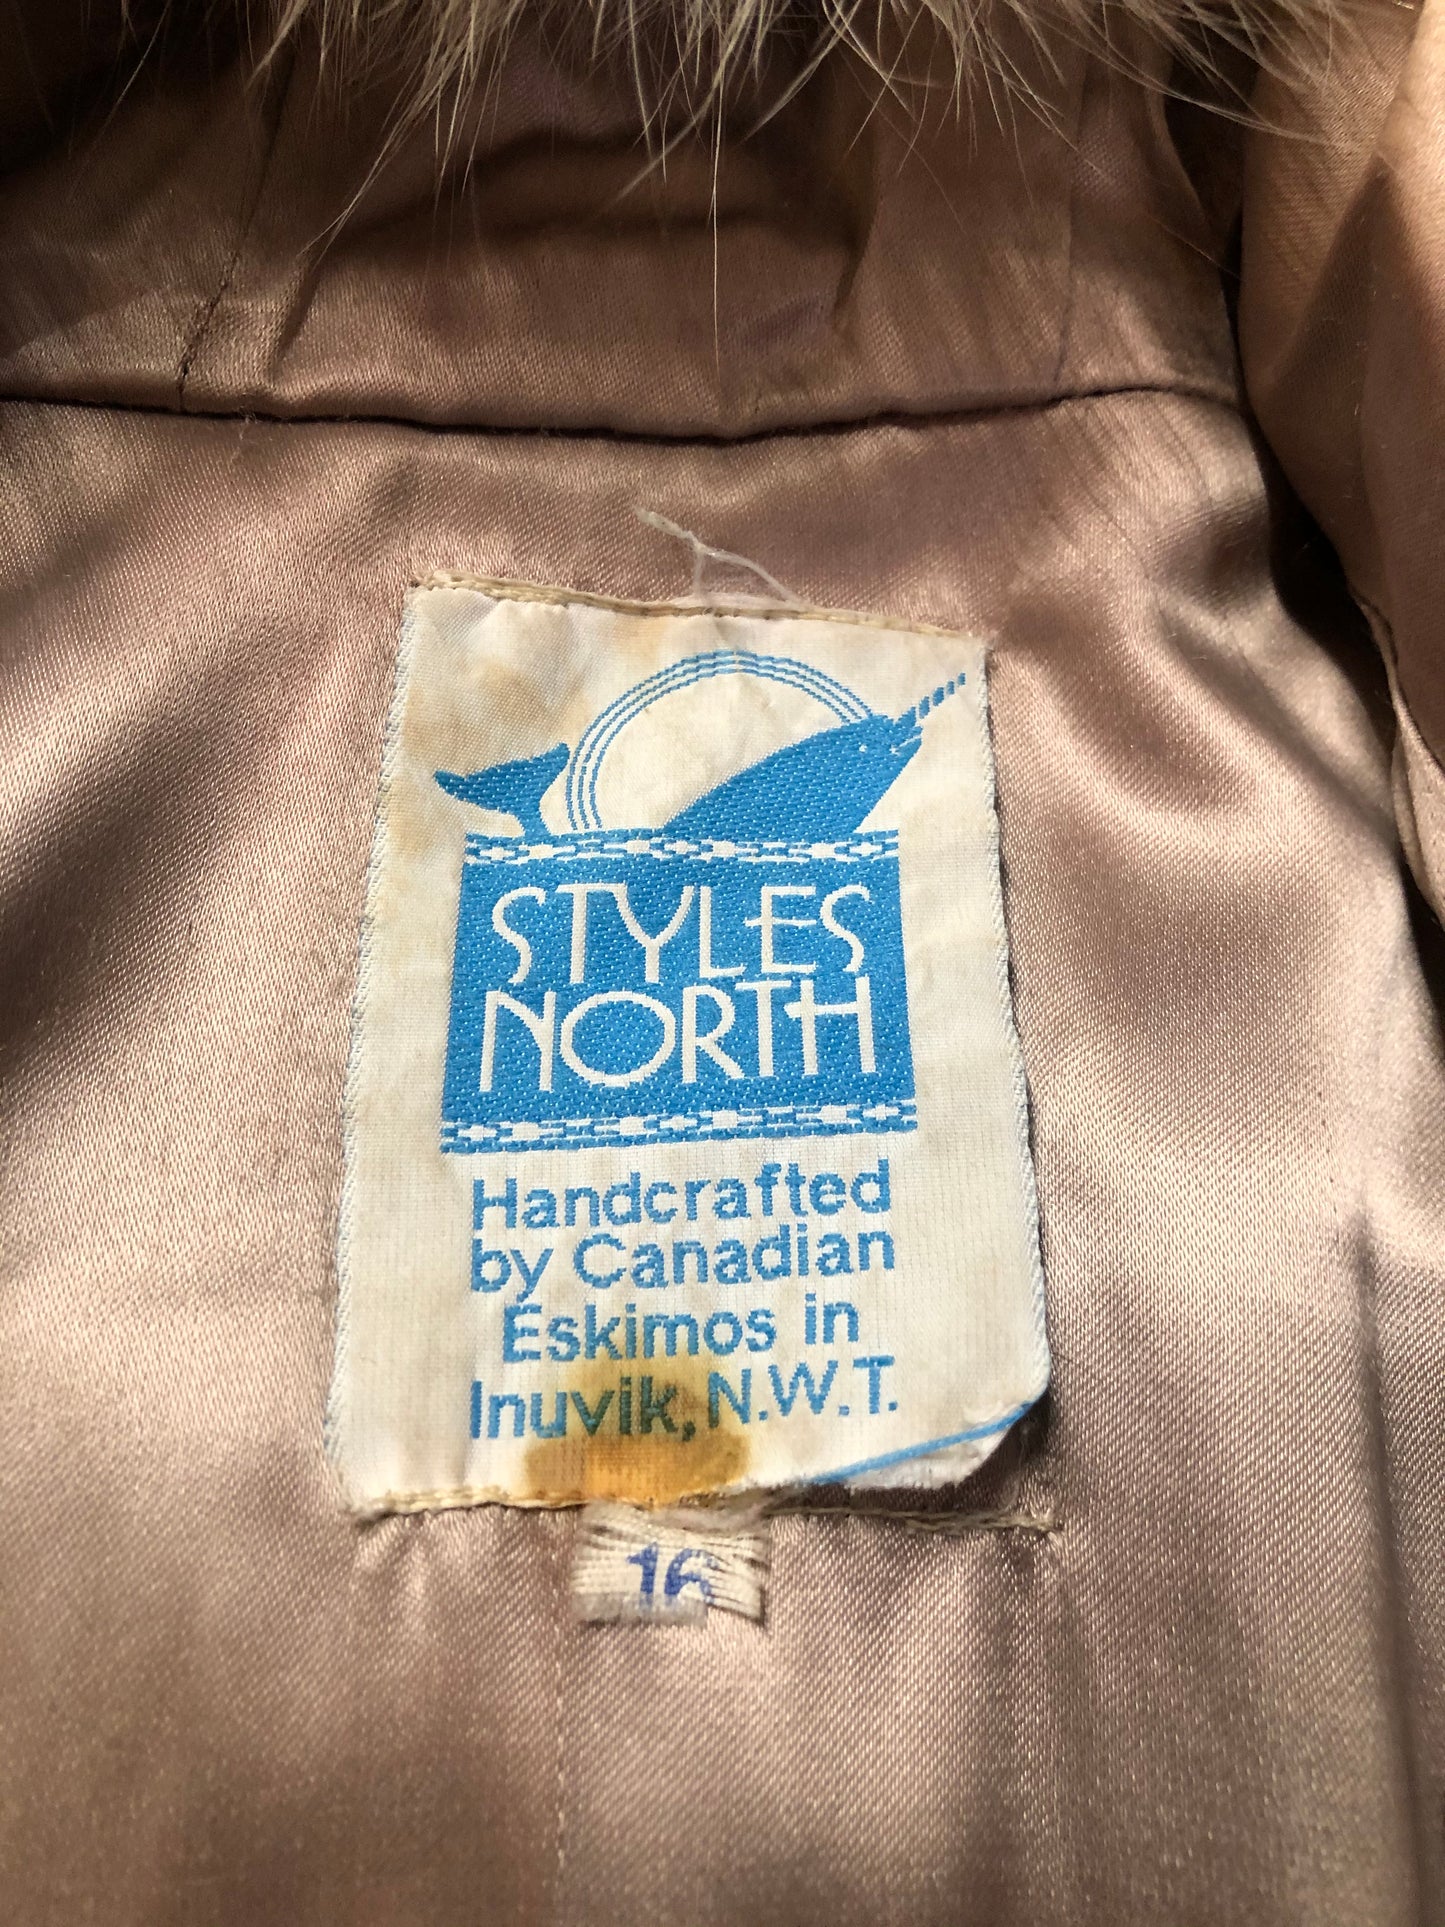 STYLES
NORTH
Handcrafted
by Canadian
Eskimos in
Inuvik, N.W.T.
16